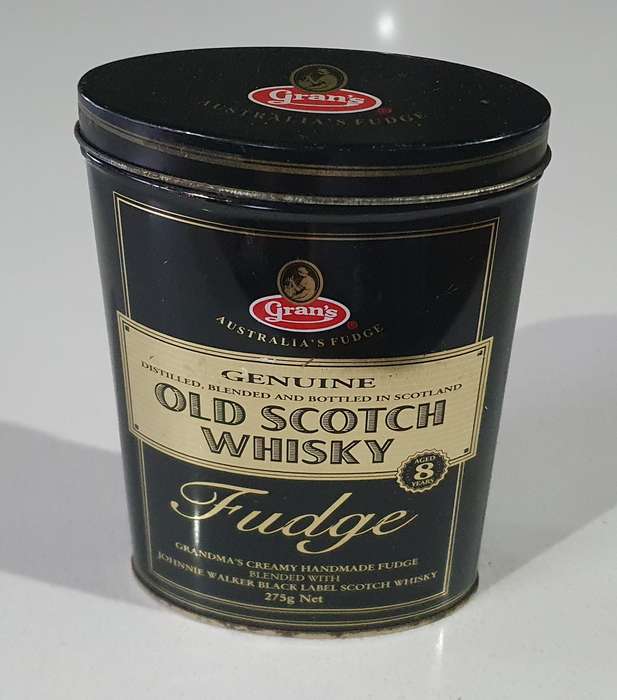 Gran's ®
AUSTRALIA'S FUDGE
Gran's ®
AUSTRALIA'S FUDGE
GENUINE
DISTILLED, BLENDED AND BOTTLED IN SCOTLAND
OLD SCOTCH
WHISKY
AGED
8
YEARS
Fudge
GRANDMA'S CREAMY HANDMADE FUDGE
BLENDED WITH
JOHNNIE WALKER BLACK LABEL SCOTCH WHISKY
275g Net